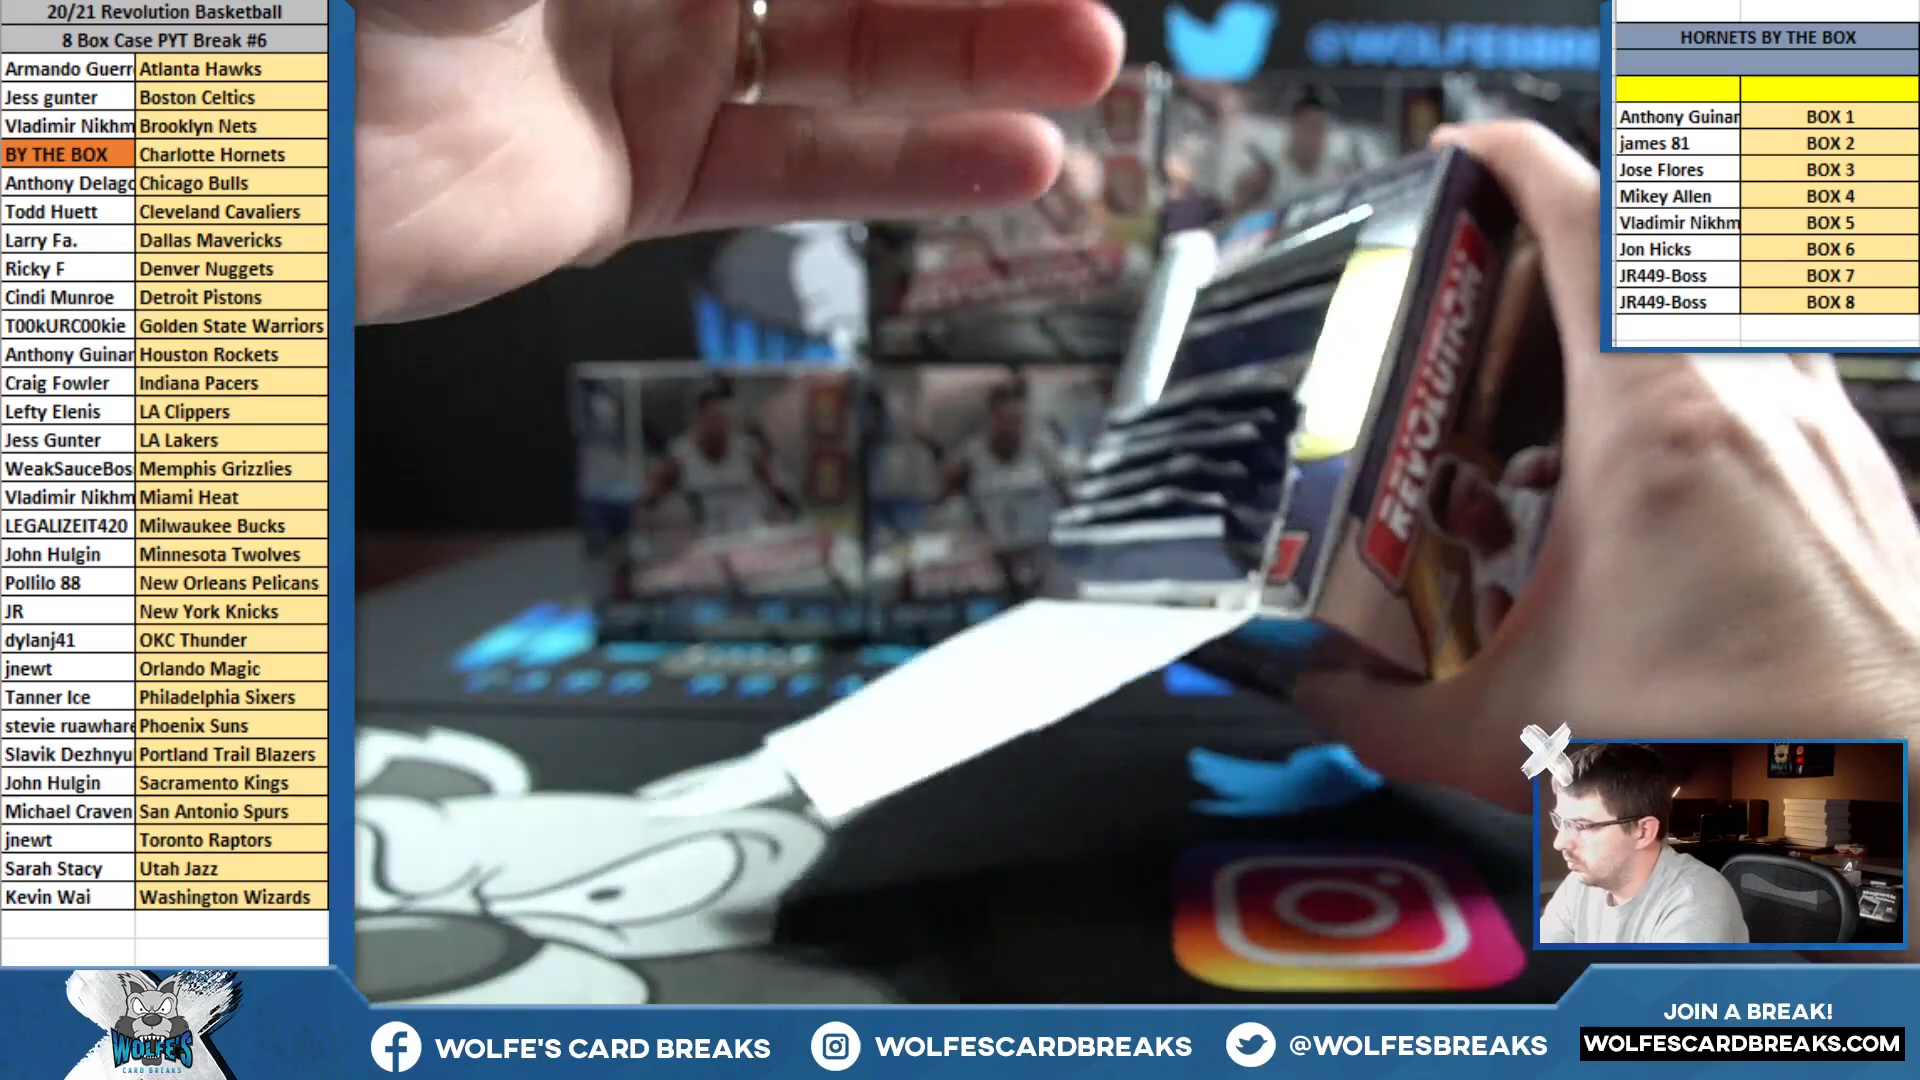 20/21 Revolution Basketball
8 Box Case PYT Break #6
Armando Guerr Atlanta Hawks
Jess gunter Boston Celtics
Vladimir Nikhm Brooklyn Nets
BY THE BOX Charlotte Hornets
Anthony Delago Chicago Bulls
Todd Huett Cleveland Cavaliers
Larry Fa. Dallas Mavericks
Ricky F Denver Nuggets
Cindi Munroe Detroit Pistons
T00kURC00kie Golden State Warriors
Anthony Guinar Houston Rockets
Craig Fowler Indiana Pacers
Lefty Elenis LA Clippers
Jess Gunter LA Lakers
WeakSauceBos Memphis Grizzlies
Vladimir Nikhm Miami Heat
LEGALIZEIT420 Milwaukee Bucks
John Hulgin Minnesota Twolves
Pollilo 88 New Orleans Pelicans
JR New York Knicks
dylanj41 OKC Thunder
jnewt Orlando Magic
Tanner Ice Philadelphia Sixers
stevie ruawhare Phoenix Suns
Slavik Dezhnyu Portland Trail Blazers
John Hulgin Sacramento Kings
Michael Craven San Antonio Spurs
jnewt Toronto Raptors
Sarah Stacy Utah Jazz
Kevin Wai Washington Wizards
@WOLFESBRE
REVOLUTION
HORNETS BY THE BOX
Anthony Guinar BOX 1
james 81 BOX 2
Jose Flores BOX 3
Mikey Allen BOX 4
Vladimir Nikhm BOX 5
Jon Hicks BOX 6
JR449-Boss BOX 7
JR449-Boss BOX 8
WOLFE'S
CARD BREAKS
WOLFE'S CARD BREAKS
WOLFESCARDBREAKS
@WOLFESBREAKS
JOIN A BREAK!
WOLFESCARDBREAKS.COM